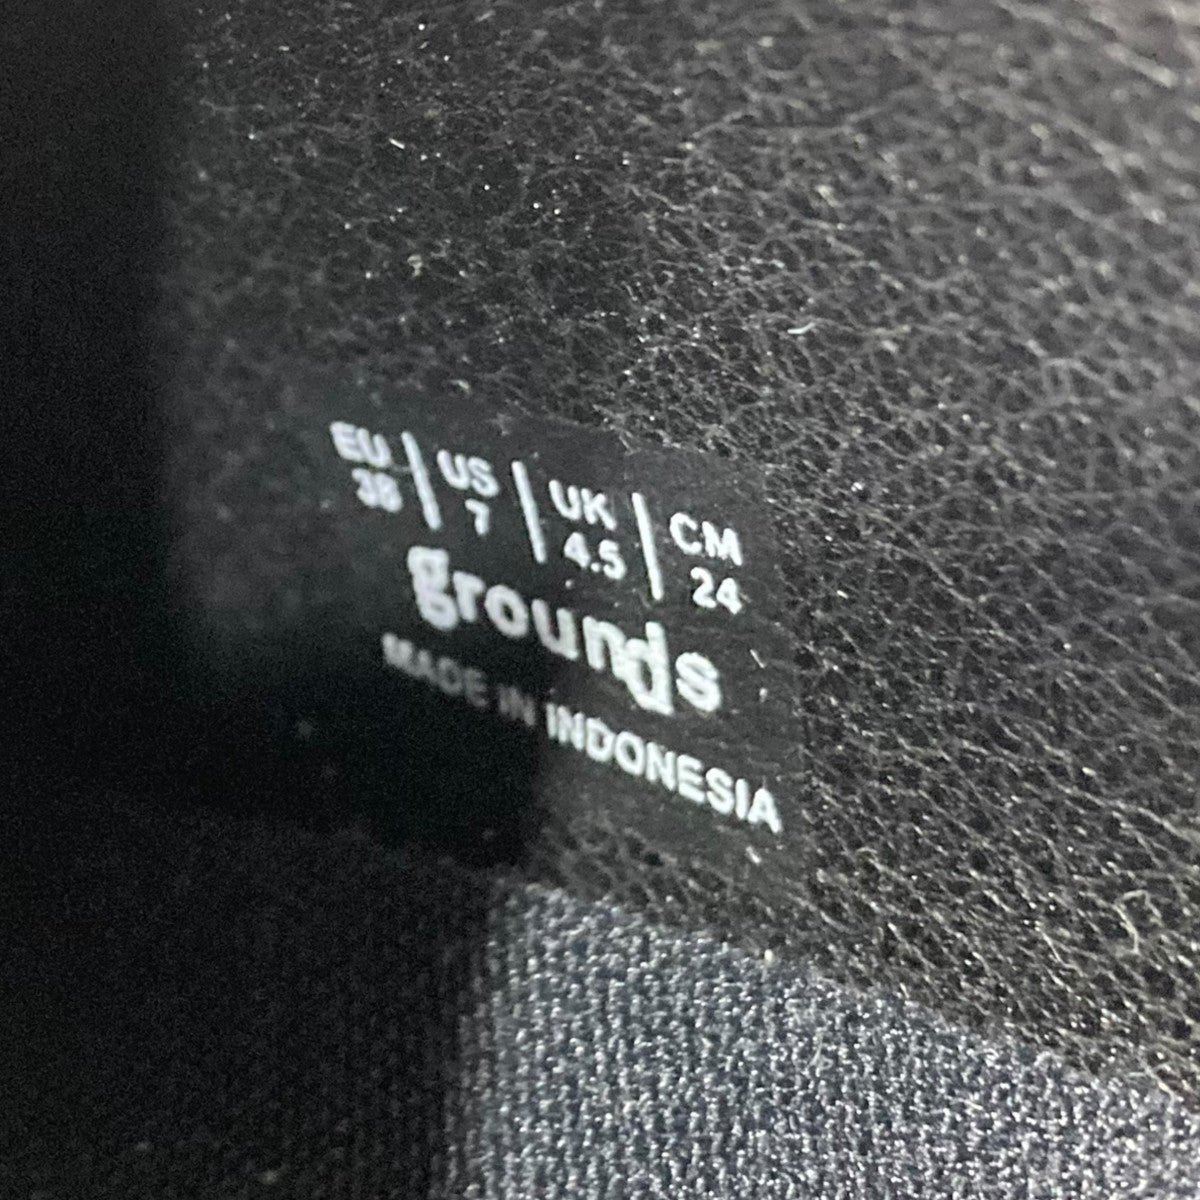 EU | US | UK | CM
38 | 7 | 4.5 | 24
grounds
MADE IN INDONESIA